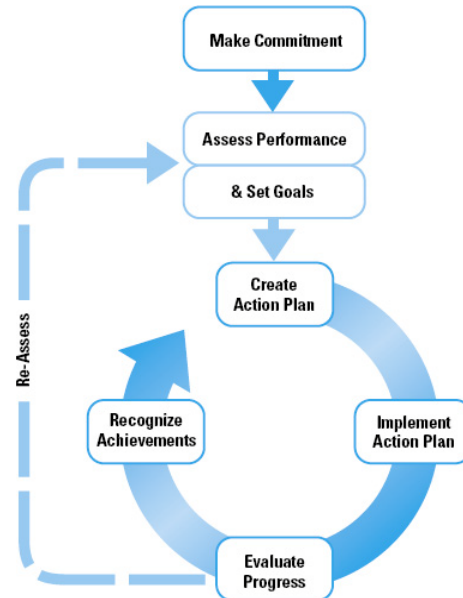 Make Commitment
Assess Performance
& Set Goals
Create
Action Plan
Re-Assess
Recognize
Achievements
Implement
Action Plan
Evaluate
Progress